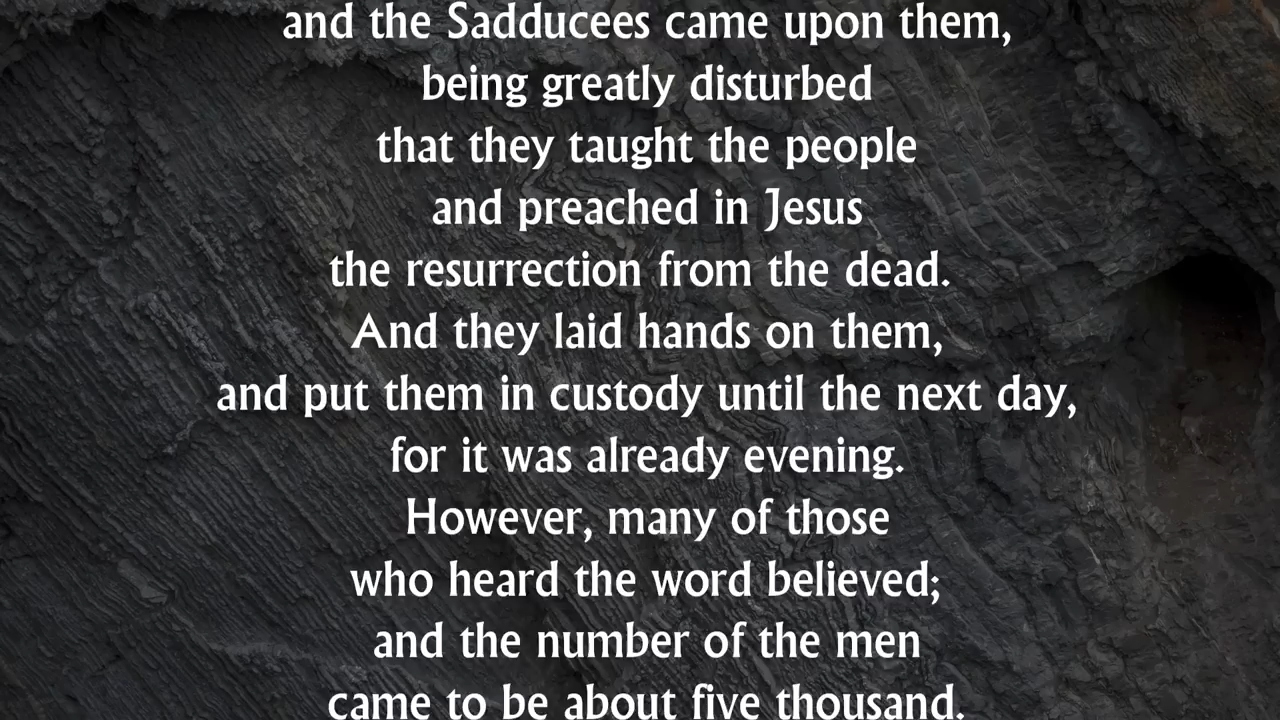 and the Sadducees came upon them,
being greatly disturbed
that they taught the people
and preached in Jesus
the resurrection from the dead.
And they laid hands on them,
and put them in custody until the next day,
for it was already evening.
However, many of those
who heard the word believed;
and the number of the men
came to be about five thousand.